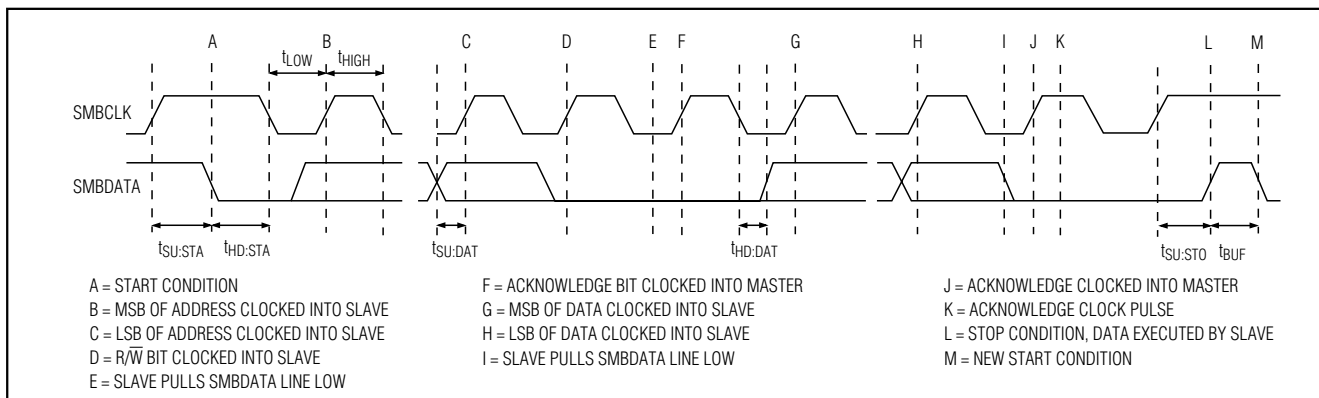 A B C D E F G H I J K L M
tLOW tHIGH
SMBCLK
SMBDATA
tSU:STA tHD:STA tSU:DAT tHD:DAT tSU:STO tBUF
A = START CONDITION
B = MSB OF ADDRESS CLOCKED INTO SLAVE
C = LSB OF ADDRESS CLOCKED INTO SLAVE
D = R/W̅ BIT CLOCKED INTO SLAVE
E = SLAVE PULLS SMBDATA LINE LOW
F = ACKNOWLEDGE BIT CLOCKED INTO MASTER
G = MSB OF DATA CLOCKED INTO SLAVE
H = LSB OF DATA CLOCKED INTO SLAVE
I = SLAVE PULLS SMBDATA LINE LOW
J = ACKNOWLEDGE CLOCKED INTO MASTER
K = ACKNOWLEDGE CLOCK PULSE
L = STOP CONDITION, DATA EXECUTED BY SLAVE
M = NEW START CONDITION